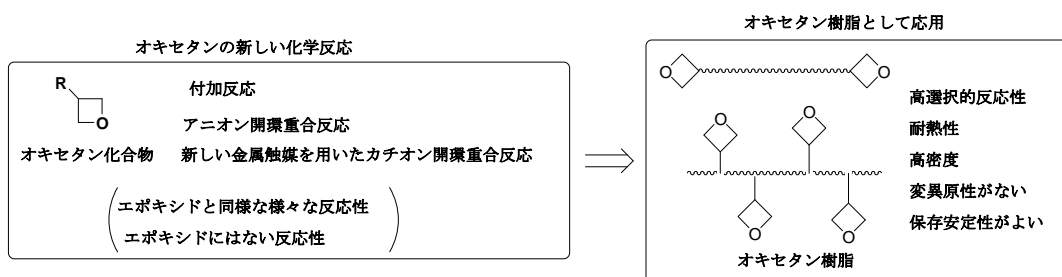 オキセタンの新しい化学反応
R
O
付加反応
アニオン開環重合反応
オキセタン化合物 新しい金属触媒を用いたカチオン開環重合反応
エポキシドと同様な様々な反応性
エポキシドにはない反応性
オキセタン樹脂として応用
O O
高選択的反応性
耐熱性
高密度
変異原性がない
保存安定性がよい
O O
O O
オキセタン樹脂